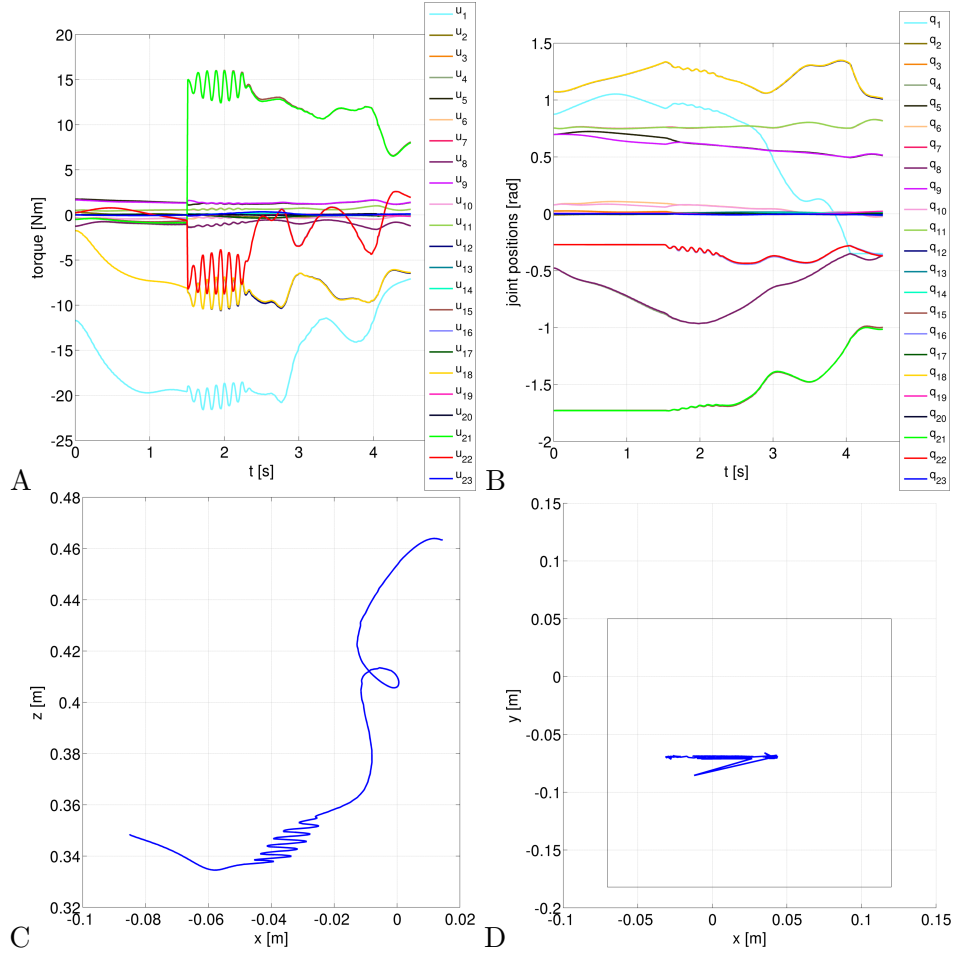 20
15
10
5
0
-5
-10
-15
-20
-25
torque [Nm]
0 1 2 3 4
t [s]
u1
u2
u3
u4
u5
u6
u7
u8
u9
u10
u11
u12
u13
u14
u15
u16
u17
u18
u19
u20
u21
u22
u23
A
1.5
1
0.5
0
-0.5
-1
-1.5
-2
joint positions [rad]
0 1 2 3 4
t [s]
q1
q2
q3
q4
q5
q6
q7
q8
q9
q10
q11
q12
q13
q14
q15
q16
q17
q18
q19
q20
q21
q22
q23
B
0.48
0.46
0.44
0.42
0.4
0.38
0.36
0.34
0.32
z [m]
-0.1 -0.08 -0.06 -0.04 -0.02 0 0.02
x [m]
C
0.15
0.1
0.05
0
-0.05
-0.1
-0.15
-0.2
y [m]
-0.1 -0.05 0 0.05 0.1 0.15
x [m]
D